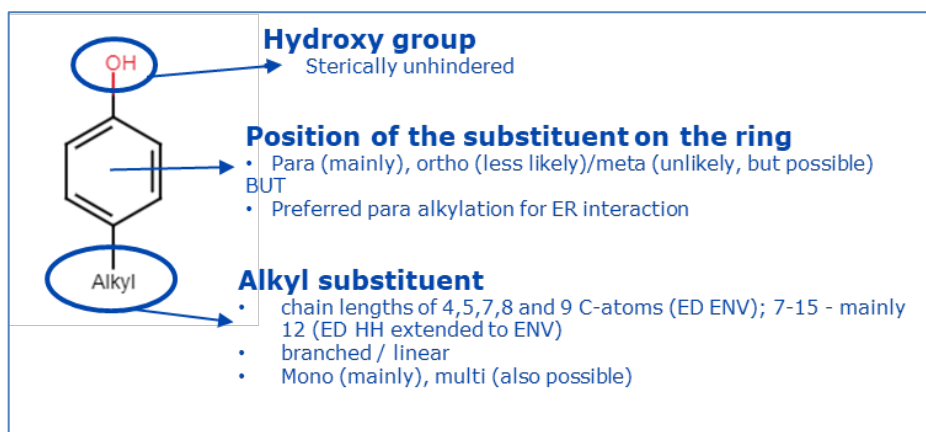 OH
Alkyl
Hydroxy group
Sterically unhindered
Position of the substituent on the ring
• Para (mainly), ortho (less likely)/meta (unlikely, but possible)
BUT
• Preferred para alkylation for ER interaction
Alkyl substituent
• chain lengths of 4,5,7,8 and 9 C-atoms (ED ENV); 7-15 - mainly
12 (ED HH extended to ENV)
• branched / linear
• Mono (mainly), multi (also possible)